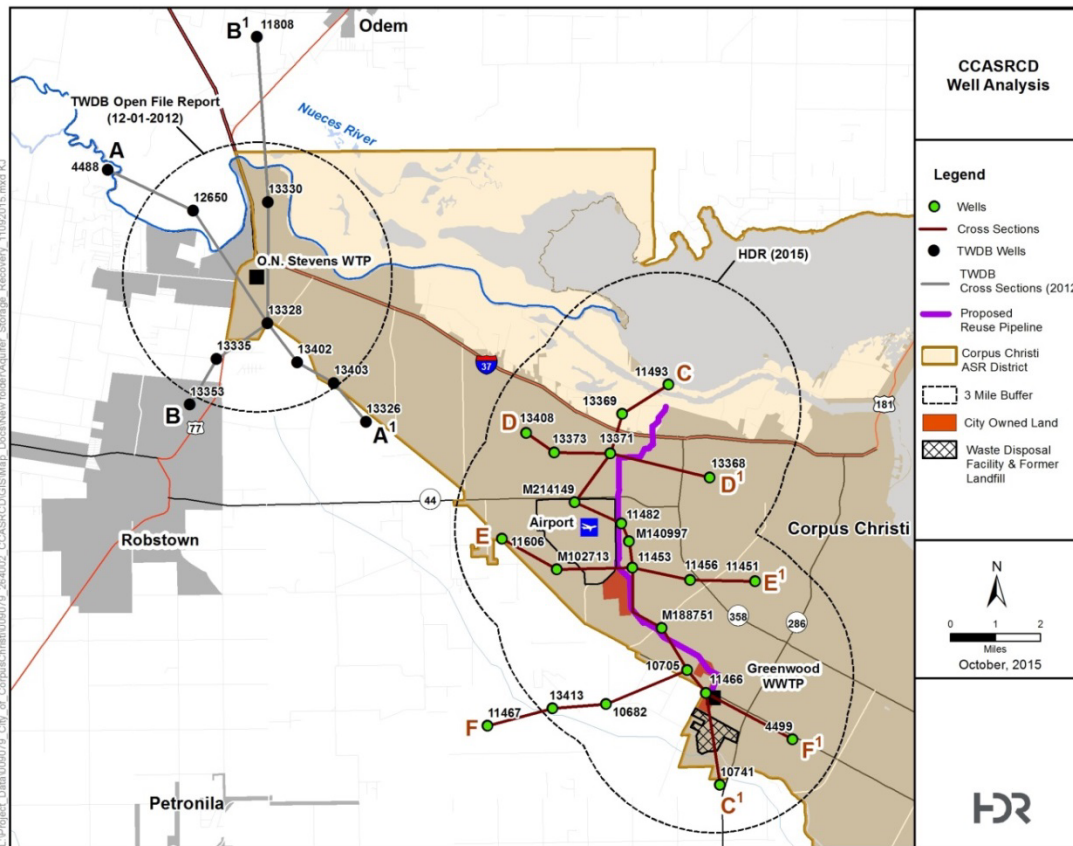 B1
11808
Odem
TWDB Open File Report
(12-01-2012)
Nueces River
A
4488
12650
13330
O.N. Stevens WTP
HDR (2015)
13328
13335
13402
13403
13353
B
77
13326
A1
37
181
11493
C
13369
D
13408
13373
13371
13368
D1
M214149
44
11482
Airport
M140997
Corpus Christi
Robstown
E
11606
M102713
11453
11456
11451
E1
M188751
358
286
10705
Greenwood
WWTP
11466
13413
11467
10682
F
4499
F1
10741
C1
Petronila
CCASRCD
Well Analysis
Legend
Wells
Cross Sections
TWDB Wells
TWDB
Cross Sections (2012)
Proposed
Reuse Pipeline
Corpus Christi
ASR District
3 Mile Buffer
City Owned Land
Waste Disposal
Facility & Former
Landfill
N
0 1 2
Miles
October, 2015
HDR